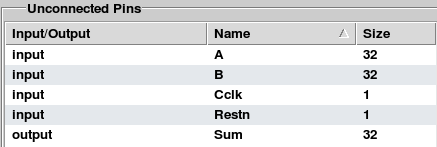 Unconnected Pins
Input/Output Name Size
input A 32
input B 32
input Cclk 1
input Restn 1
output Sum 32